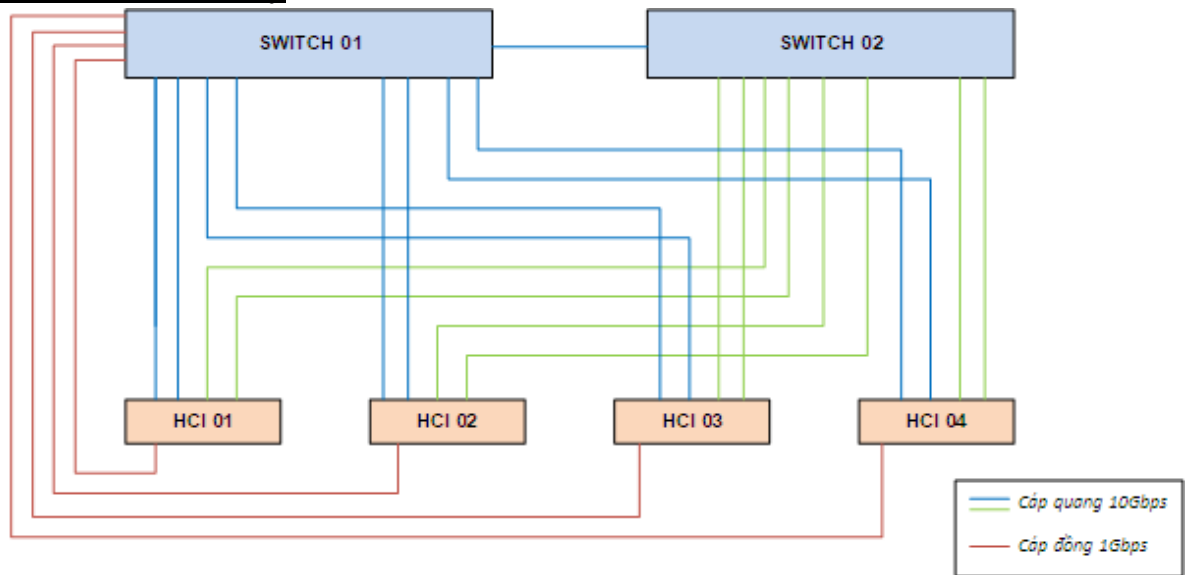 SWITCH 01
SWITCH 02
HCI 01
HCI 02
HCI 03
HCI 04
Cáp quang 10Gbps
Cáp đồng 1Gbps